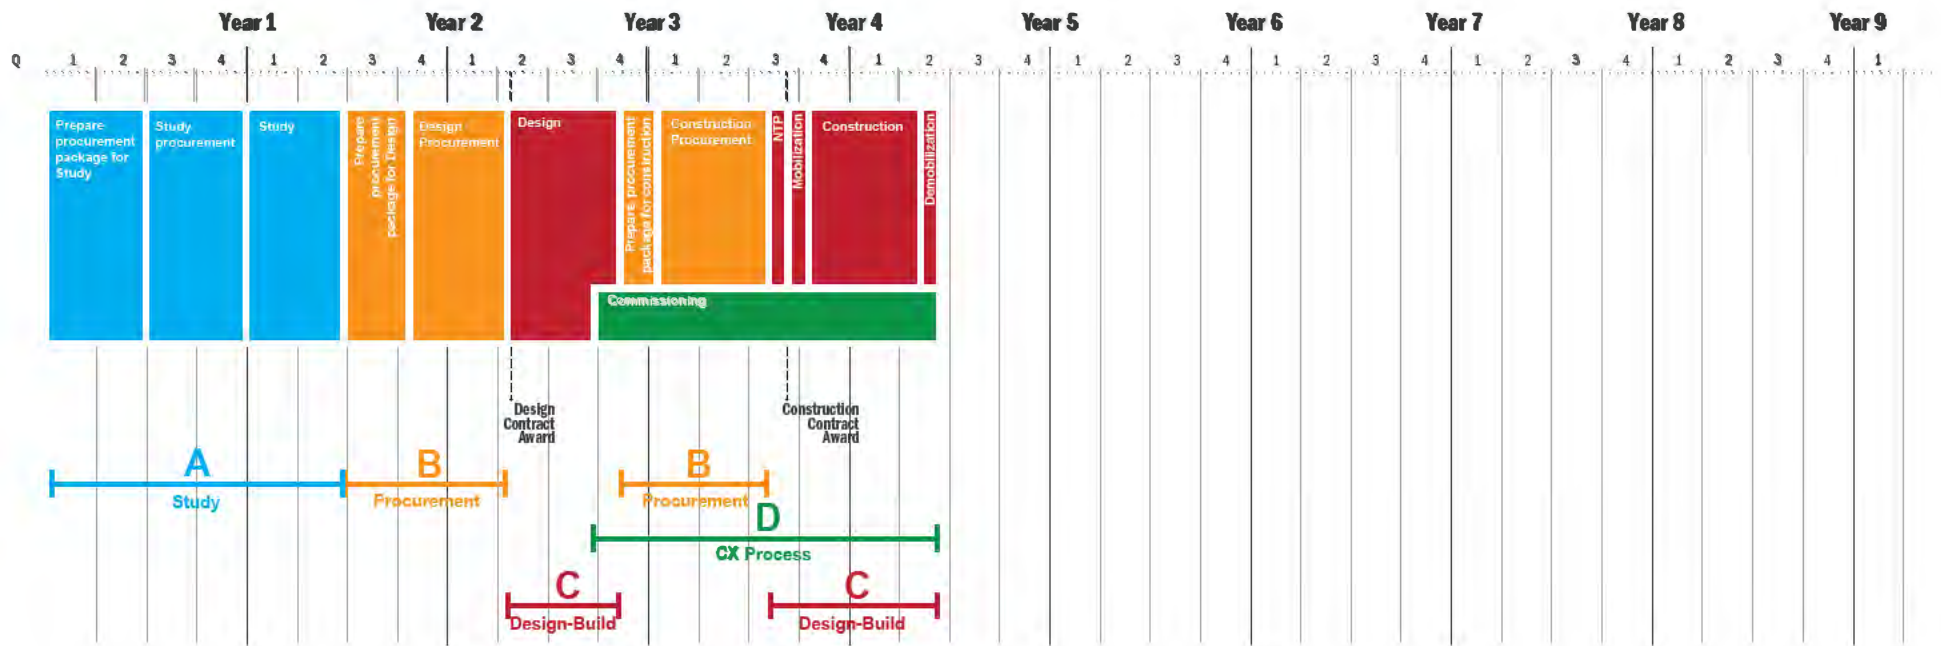 Year 1 Year 2 Year 3 Year 4 Year 5 Year 6 Year 7 Year 8 Year 9
Q 1 2 3 4 1 2 3 4 1 2 3 4 1 2 3 4 1 2 3 4 1 2 3 4 1 2 3 4 1 2 3 4 1 2 3 4 1
Prepare
procurement
package for
Study
Study
procurement
Study
Prepare
procurement
package for Design
Design
Procurement
Design
Prepare procurement
package for construction
Construction
Procurement
NTP
Mobilization
Construction
Demobilization
Commissioning
Design
Contract
Award
Construction
Contract
Award
A
Study
B
Procurement
B
Procurement
D
CX Process
C
Design-Build
C
Design-Build